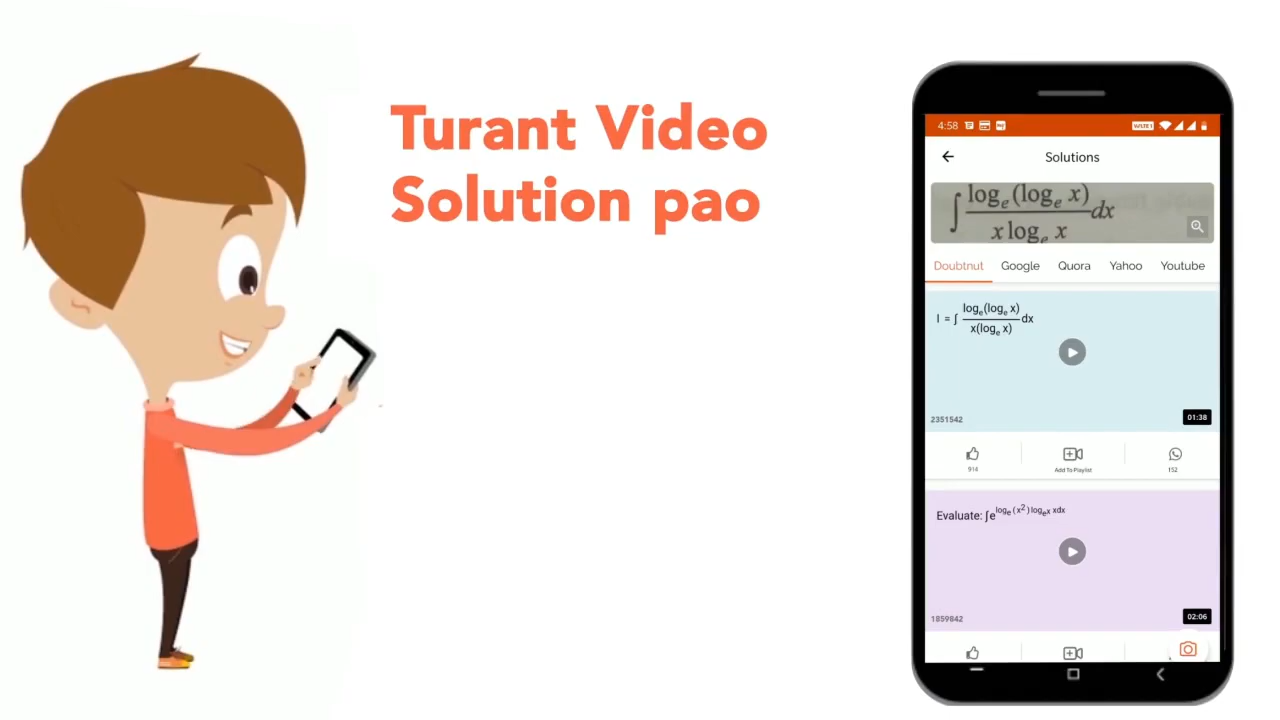 Turant Video
Solution pao
4:58
VoLTE1
Solutions
∫ logₑ(logₑ x) / x logₑ x dx
Doubtnut Google Quora Yahoo Youtube
I = ∫ logₑ(logₑ x) / x(logₑ x) dx
2351542 01:38
914 Add To Playlist 152
Evaluate: ∫e^logₑ(x²)logₑx xdx
1859842 02:06